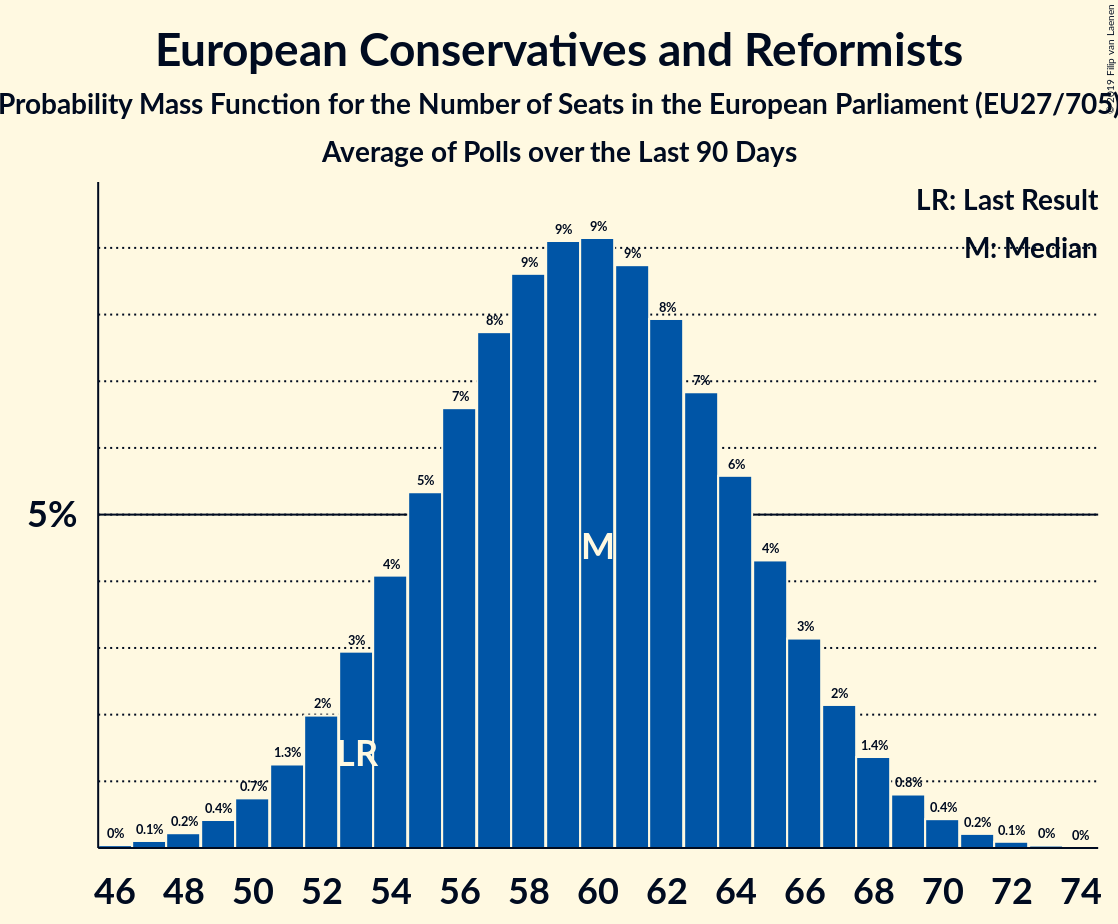 European Conservatives and Reformists
Probability Mass Function for the Number of Seats in the European Parliament (EU27/705)
Average of Polls over the Last 90 Days
© 2019 Filip van Laenen
LR: Last Result
M: Median
5%
0% 0.1% 0.2% 0.4% 0.7% 1.3% 2% 3% 4% 5% 7% 8% 9% 9% 9% 9% 8% 7% 6% 4% 3% 2% 1.4% 0.8% 0.4% 0.2% 0.1% 0% 0%
LR
M
46 48 50 52 54 56 58 60 62 64 66 68 70 72 74